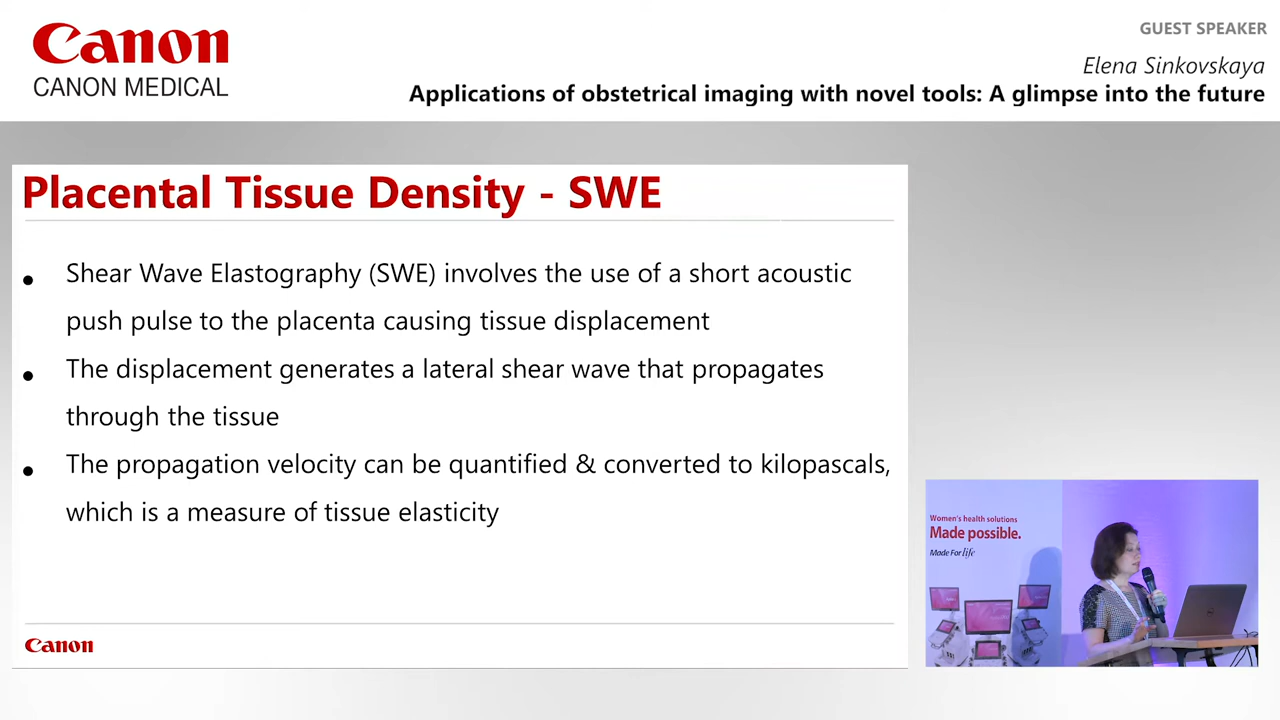 Canon
CANON MEDICAL
GUEST SPEAKER
Elena Sinkovskaya
Applications of obstetrical imaging with novel tools: A glimpse into the future
Placental Tissue Density - SWE
• Shear Wave Elastography (SWE) involves the use of a short acoustic
push pulse to the placenta causing tissue displacement
• The displacement generates a lateral shear wave that propagates
through the tissue
• The propagation velocity can be quantified & converted to kilopascals,
which is a measure of tissue elasticity
Canon
Women's health solutions
Made possible.
Made For life